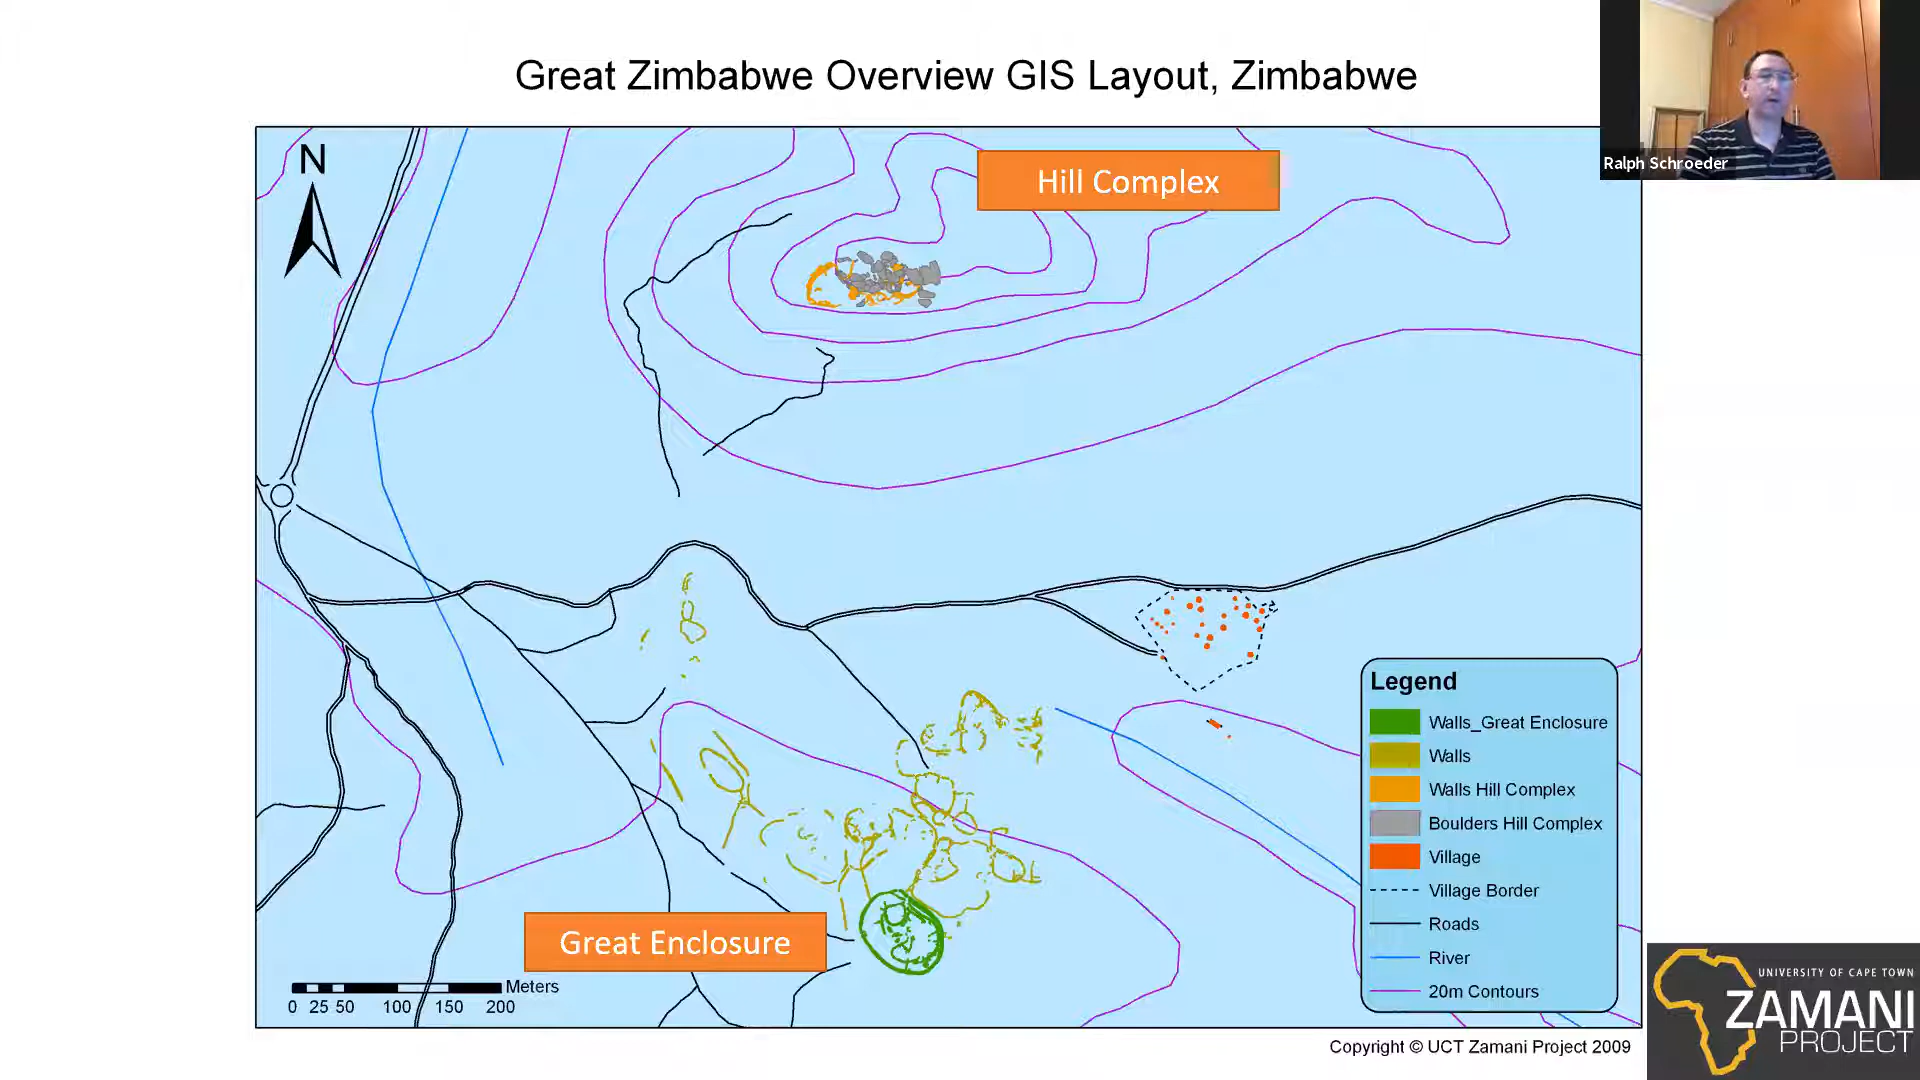 Great Zimbabwe Overview GIS Layout, Zimbabwe
Ralph Schroeder
N
Hill Complex
Great Enclosure
Legend
Walls_Great Enclosure
Walls
Walls Hill Complex
Boulders Hill Complex
Village
Village Border
Roads
River
20m Contours
Meters
0 25 50 100 150 200
Copyright © UCT Zamani Project 2009
UNIVERSITY OF CAPE TOWN
ZAMANI
PROJECT